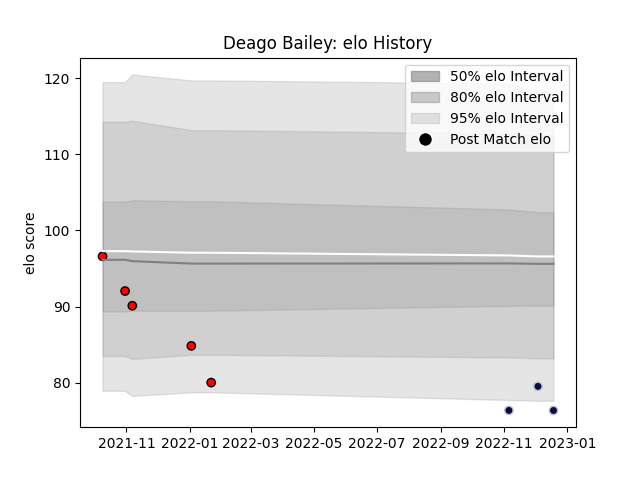 Deago Bailey: elo History
50% elo Interval
80% elo Interval
95% elo Interval
Post Match elo
elo score
120
110
100
90
80
2021-11 2022-01 2022-03 2022-05 2022-07 2022-09 2022-11 2023-01